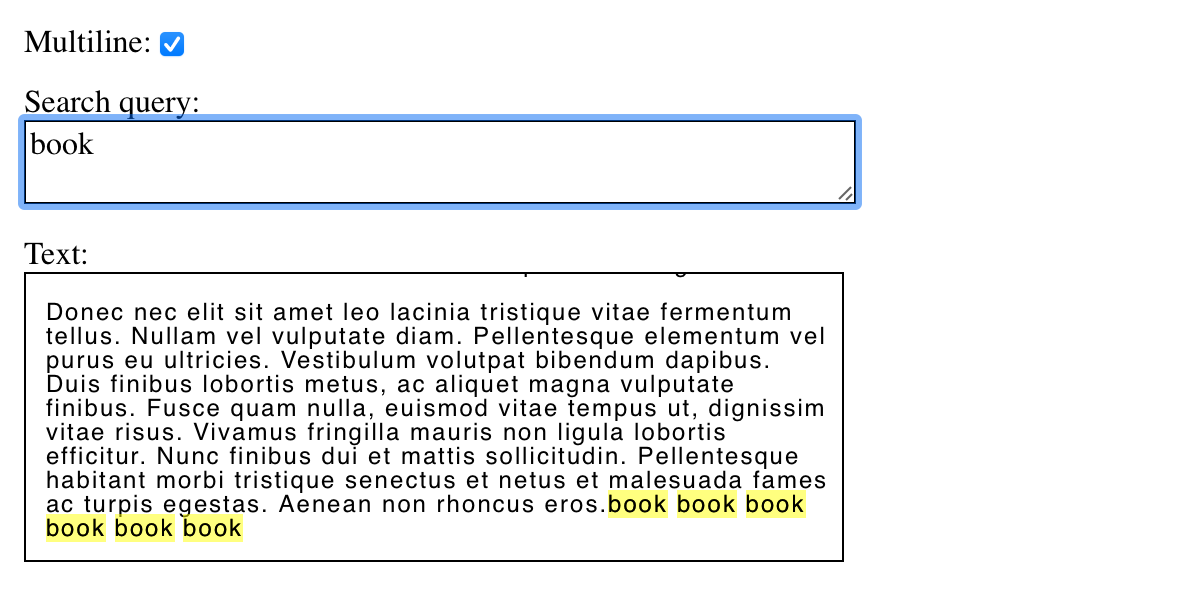 Multiline:
Search query:
book
Text:
Donec nec elit sit amet leo lacinia tristique vitae fermentum
tellus. Nullam vel vulputate diam. Pellentesque elementum vel
purus eu ultricies. Vestibulum volutpat bibendum dapibus.
Duis finibus lobortis metus, ac aliquet magna vulputate
finibus. Fusce quam nulla, euismod vitae tempus ut, dignissim
vitae risus. Vivamus fringilla mauris non ligula lobortis
efficitur. Nunc finibus dui et mattis sollicitudin. Pellentesque
habitant morbi tristique senectus et netus et malesuada fames
ac turpis egestas. Aenean non rhoncus eros.book book book
book book book